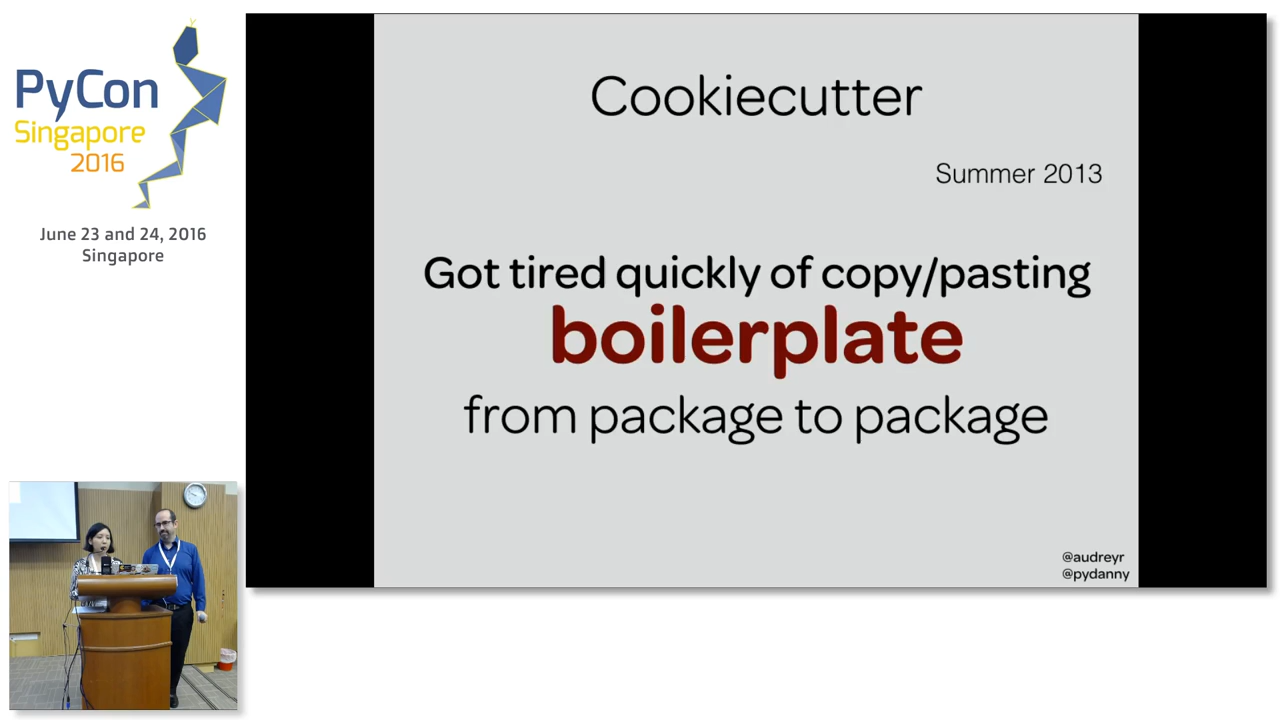 PyCon
Singapore
2016
June 23 and 24, 2016
Singapore
Cookiecutter
Summer 2013
Got tired quickly of copy/pasting
boilerplate
from package to package
@audreyr
@pydanny